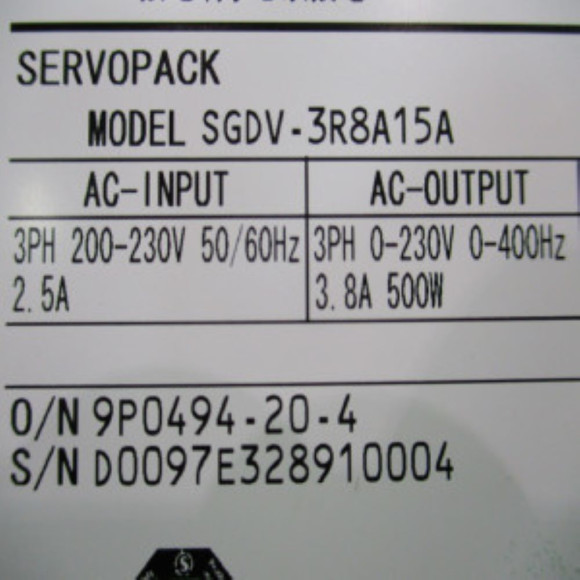 SERVOPACK
MODEL SGDV-3R8A15A
AC-INPUT AC-OUTPUT
3PH 200-230V 50/60Hz 3PH 0-230V 0-400Hz
2.5A 3.8A 500W
O/N 9P0494-20-4
S/N D0097E328910004